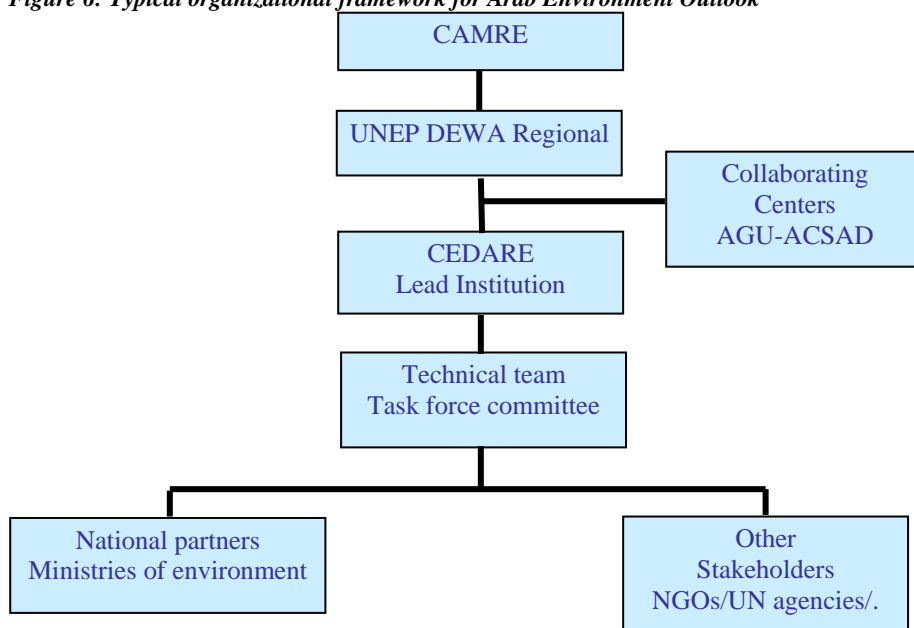 Figure 6: Typical organizational framework for Arab Environment Outlook
CAMRE
UNEP DEWA Regional
Collaborating
Centers
AGU-ACSAD
CEDARE
Lead Institution
Technical team
Task force committee
National partners
Ministries of environment
Other
Stakeholders
NGOs/UN agencies/.